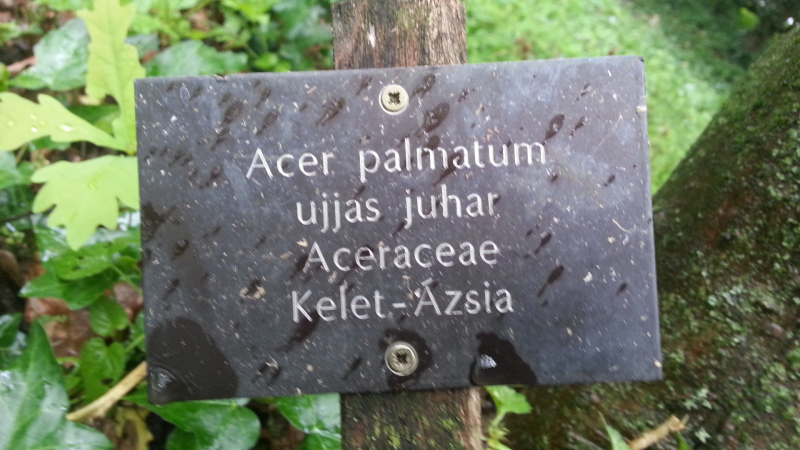 Acer palmatum
ujjas juhar
Aceraceae
Kelet-Ázsia